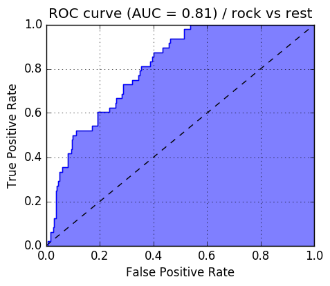 ROC curve (AUC = 0.81) / rock vs rest
1.0
0.8
0.6
0.4
0.2
0.0
True Positive Rate
0.0 0.2 0.4 0.6 0.8 1.0
False Positive Rate